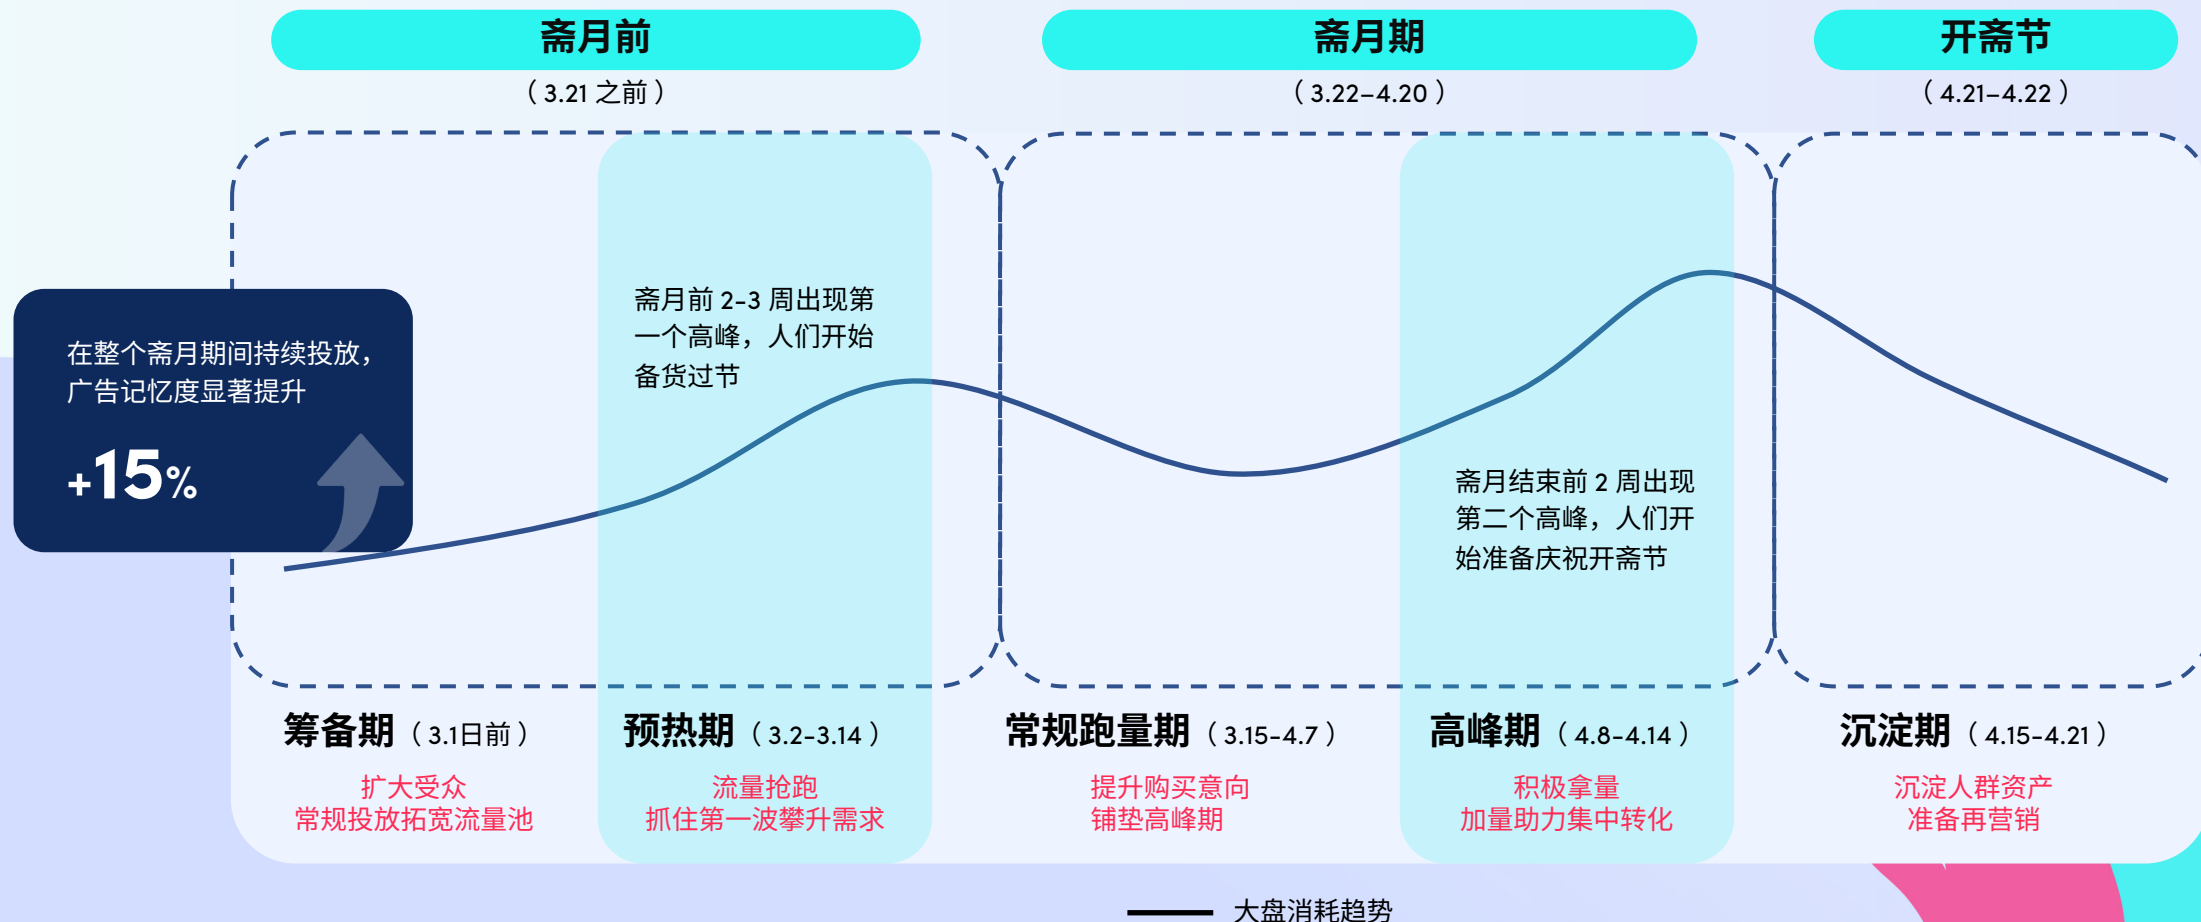 斋月前
（3.21 之前）
斋月期
（3.22–4.20）
开斋节
（4.21–4.22）
在整个斋月期间持续投放，
广告记忆度显著提升
+15%
斋月前 2-3 周出现第
一个高峰，人们开始
备货过节
斋月结束前 2 周出现
第二个高峰，人们开
始准备庆祝开斋节
筹备期（3.1日前）
扩大受众
常规投放拓宽流量池
预热期（3.2-3.14）
流量抢跑
抓住第一波攀升需求
常规跑量期（3.15-4.7）
提升购买意向
铺垫高峰期
高峰期（4.8-4.14）
积极拿量
加量助力集中转化
沉淀期（4.15-4.21）
沉淀人群资产
准备再营销
大盘消耗趋势